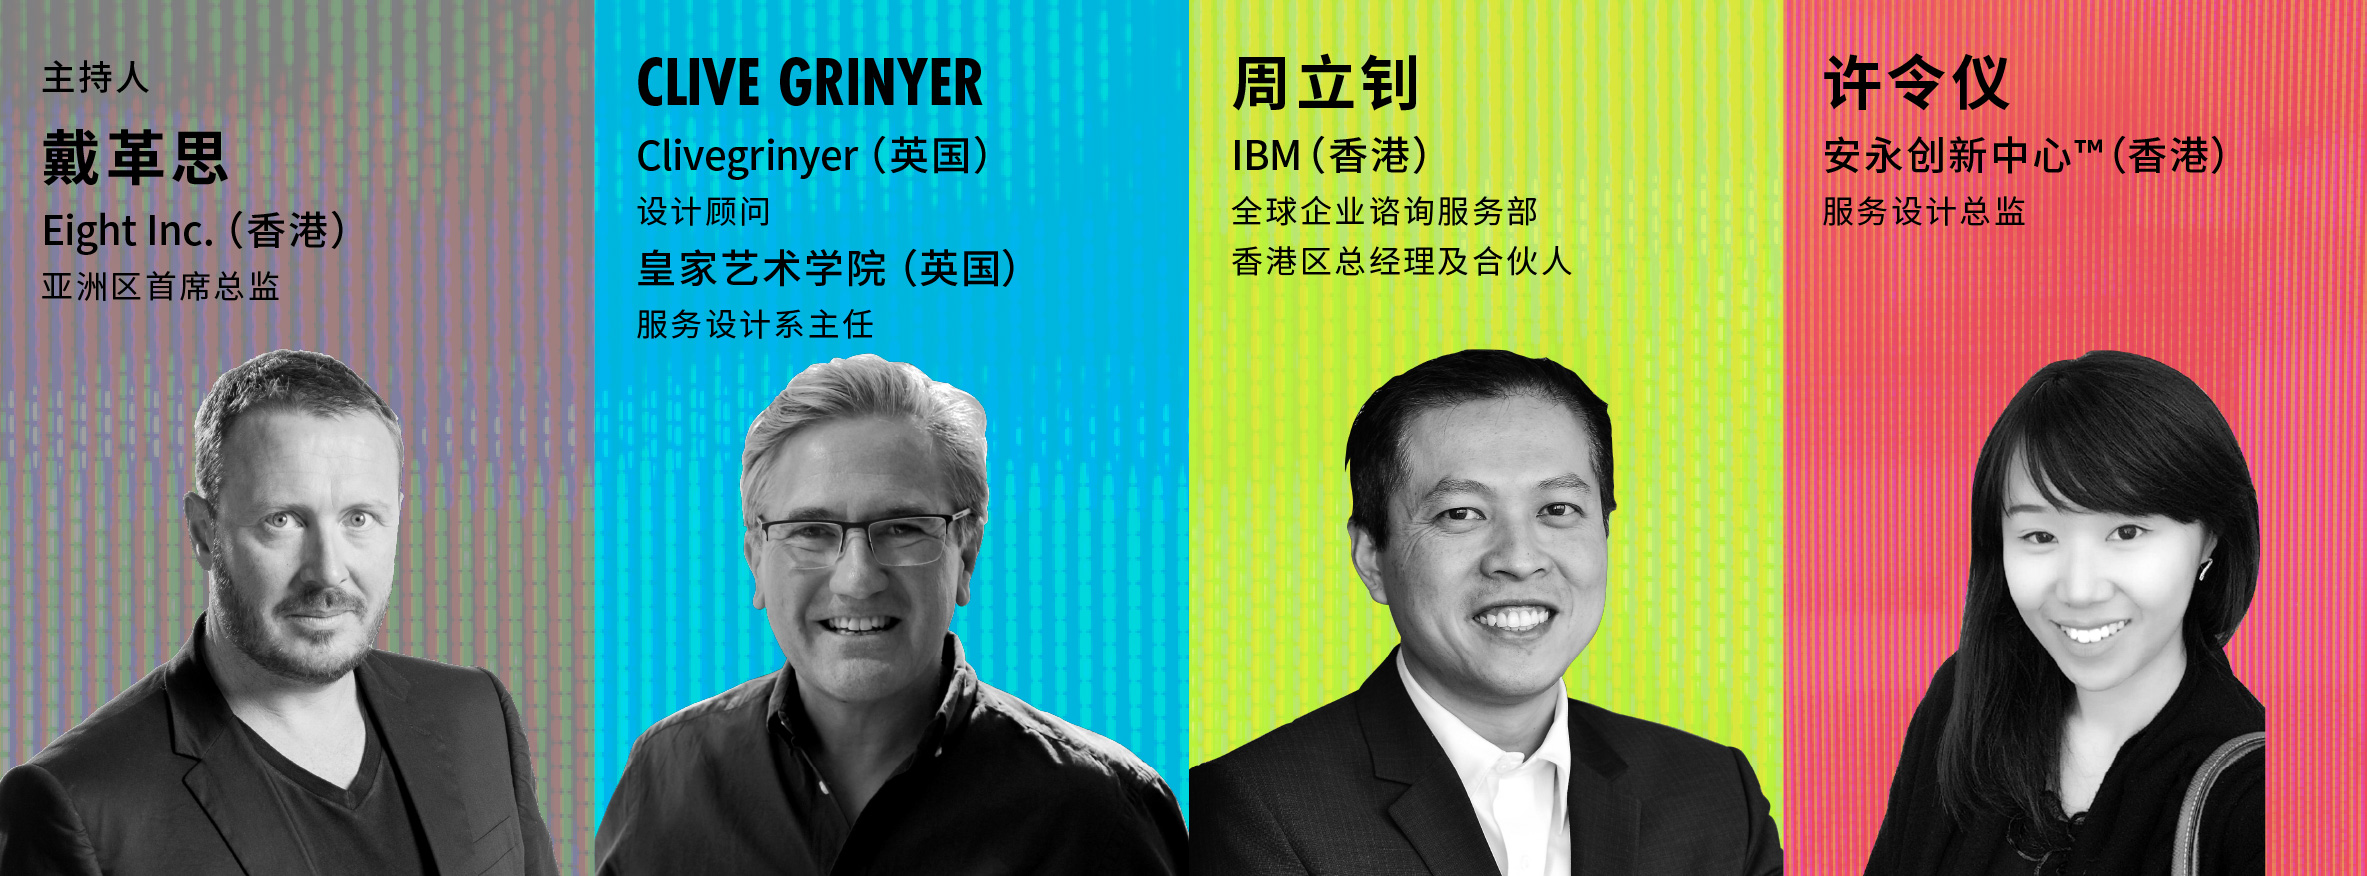 主持人
戴革思
Eight Inc.（香港）
亚洲区首席总监
CLIVE GRINYER
Clivegrinyer（英国）
设计顾问
皇家艺术学院（英国）
服务设计系主任
周立钊
IBM（香港）
全球企业谘询服务部
香港区总经理及合伙人
许令仪
安永创新中心™（香港）
服务设计总监